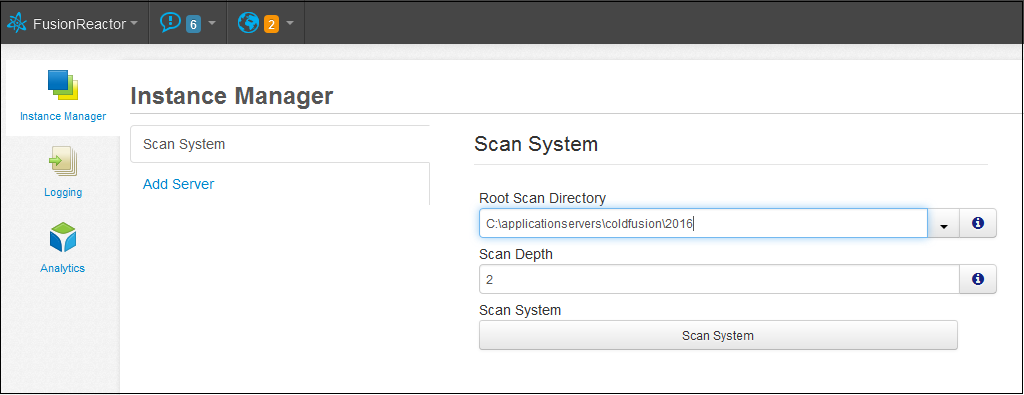 FusionReactor 6 2
Instance Manager
Logging
Analytics
Instance Manager
Scan System
Add Server
Scan System
Root Scan Directory
C:\applicationservers\coldfusion\2016
Scan Depth
2
Scan System
Scan System